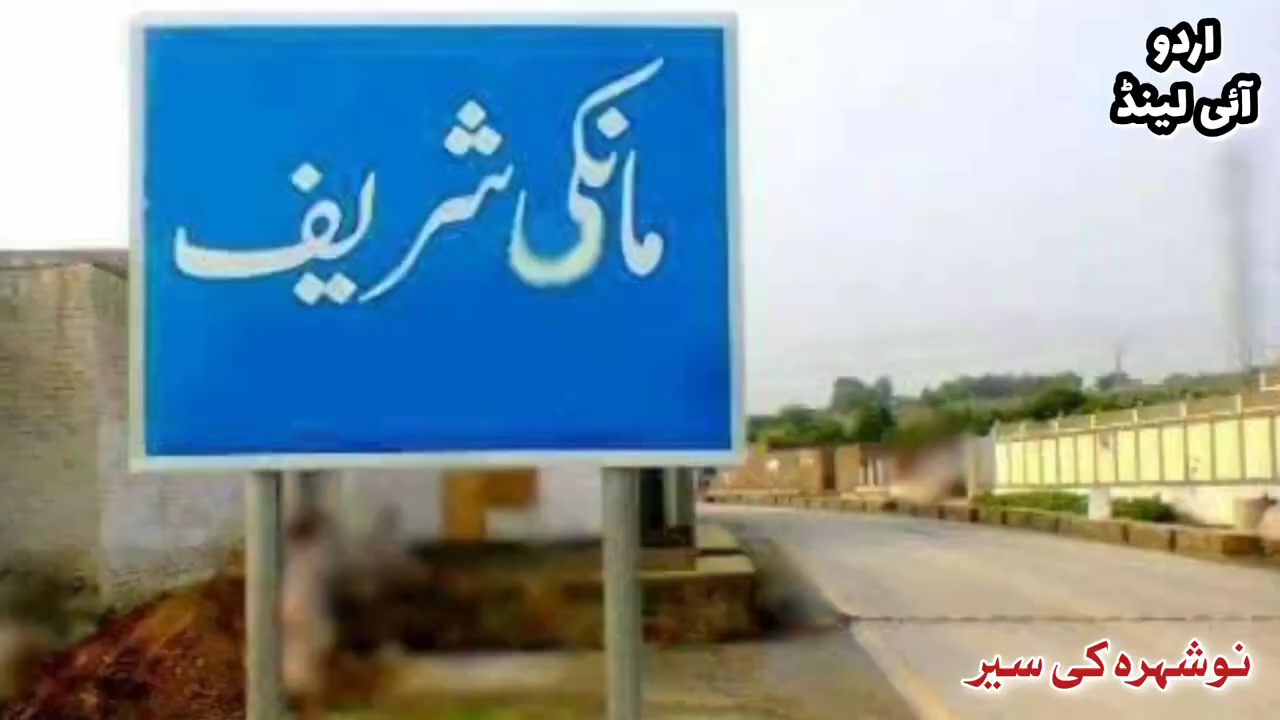 اردو
آئی لینڈ
مانکی شریف
نوشہرہ کی سیر